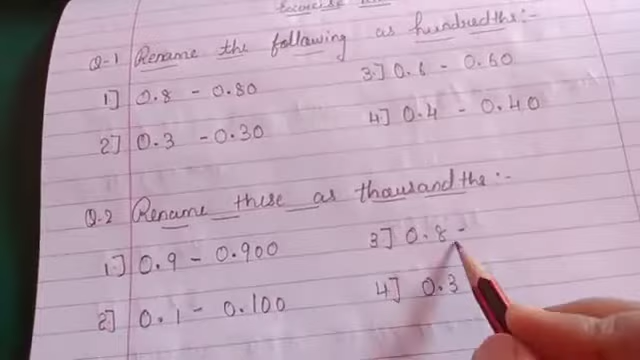 Exercise
Q-1 Rename the following as hundredths:-
1] 0.8 - 0.80
3] 0.6 - 0.60
2] 0.3 - 0.30
4] 0.4 - 0.40
Q.2 Rename these as thousandths:-
1.] 0.9 - 0.900
3] 0.8 -
2] 0.1 - 0.100
4] 0.3